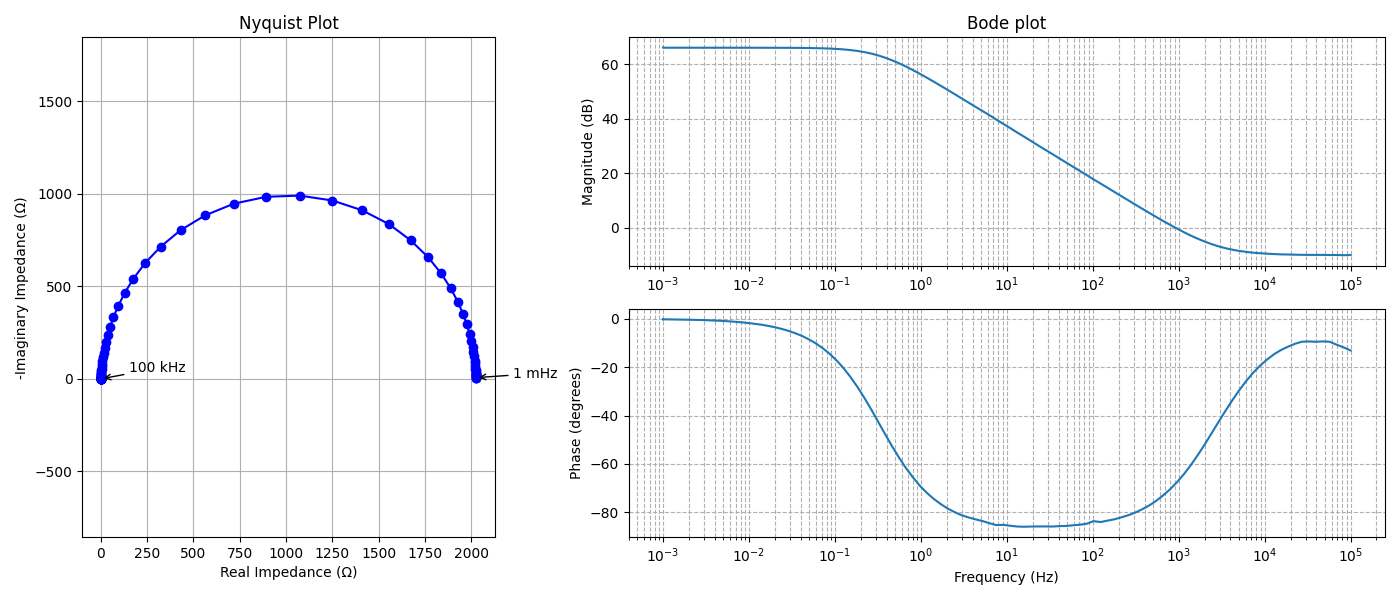 Nyquist Plot
-Imaginary Impedance (Ω)
1500
1000
500
0
−500
100 kHz
1 mHz
0 250 500 750 1000 1250 1500 1750 2000
Real Impedance (Ω)
Bode plot
Magnitude (dB)
60
40
20
0
10⁻³ 10⁻² 10⁻¹ 10⁰ 10¹ 10² 10³ 10⁴ 10⁵
Phase (degrees)
0
−20
−40
−60
−80
10⁻³ 10⁻² 10⁻¹ 10⁰ 10¹ 10² 10³ 10⁴ 10⁵
Frequency (Hz)